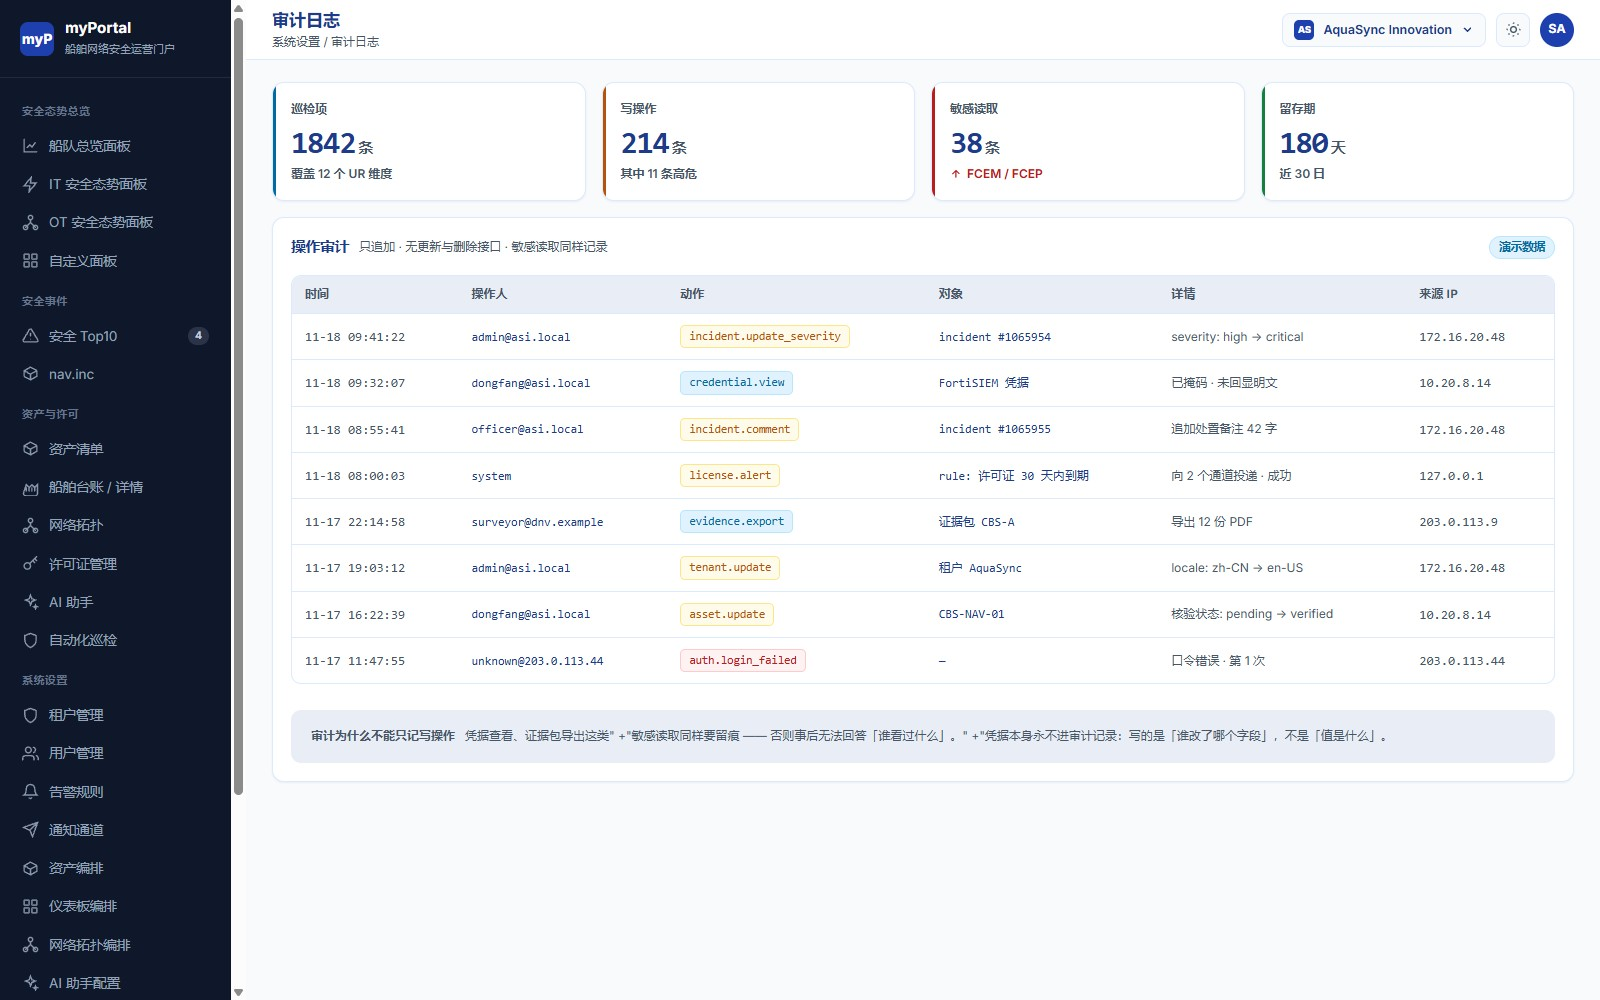 myP
myPortal
船舶网络安全运营门户
安全态势总览
船队总览面板
IT 安全态势面板
OT 安全态势面板
自定义面板
安全事件
安全 Top10
4
nav.inc
资产与许可
资产清单
船舶台账 / 详情
网络拓扑
许可证管理
AI 助手
自动化巡检
系统设置
租户管理
用户管理
告警规则
通知通道
资产编排
仪表板编排
网络拓扑编排
AI 助手配置
审计日志
系统设置 / 审计日志
AS
AquaSync Innovation
SA
巡检项
1842 条
覆盖 12 个 UR 维度
写操作
214 条
其中 11 条高危
敏感读取
38 条
↑ FCEM / FCEP
留存期
180 天
近 30 日
操作审计 只追加 · 无更新与删除接口 · 敏感读取同样记录
演示数据
时间 操作人 动作 对象 详情 来源 IP
11-18 09:41:22 admin@asi.local incident.update_severity incident #1065954 severity: high → critical 172.16.20.48
11-18 09:32:07 dongfang@asi.local credential.view FortiSIEM 凭据 已掩码 · 未回显明文 10.20.8.14
11-18 08:55:41 officer@asi.local incident.comment incident #1065955 追加处置备注 42 字 172.16.20.48
11-18 08:00:03 system license.alert rule: 许可证 30 天内到期 向 2 个通道投递 · 成功 127.0.0.1
11-17 22:14:58 surveyor@dnv.example evidence.export 证据包 CBS-A 导出 12 份 PDF 203.0.113.9
11-17 19:03:12 admin@asi.local tenant.update 租户 AquaSync locale: zh-CN → en-US 172.16.20.48
11-17 16:22:39 dongfang@asi.local asset.update CBS-NAV-01 核验状态: pending → verified 10.20.8.14
11-17 11:47:55 unknown@203.0.113.44 auth.login_failed — 口令错误 · 第 1 次 203.0.113.44
审计为什么不能只记写操作 凭据查看、证据包导出这类" +"敏感读取同样要留痕 —— 否则事后无法回答「谁看过什么」。" +"凭据本身永不进审计记录：写的是「谁改了哪个字段」，不是「值是什么」。